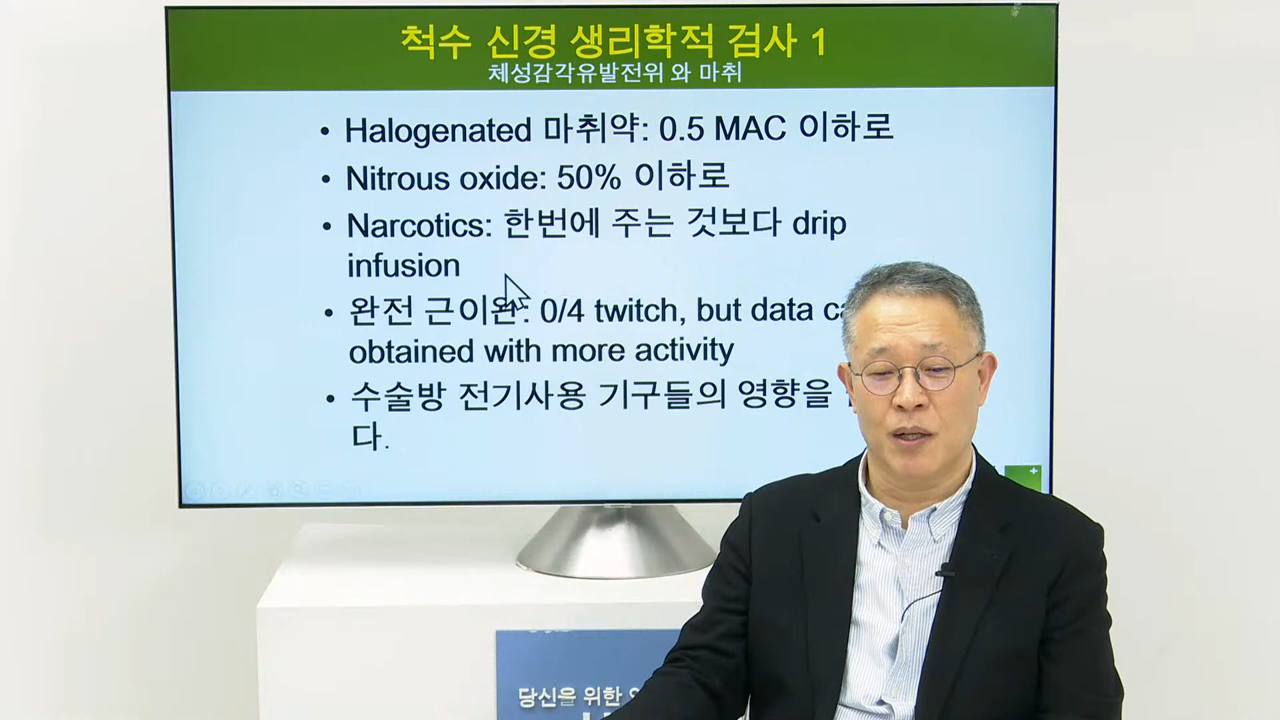 척수 신경 생리학적 검사 1
체성감각유발전위 와 마취
• Halogenated 마취약: 0.5 MAC 이하로
• Nitrous oxide: 50% 이하로
• Narcotics: 한번에 주는 것보다 drip
infusion
• 완전 근이완: 0/4 twitch, but data
obtained with more activity
• 수술방 전기사용 기구들의 영향을
다.
당신을 위한